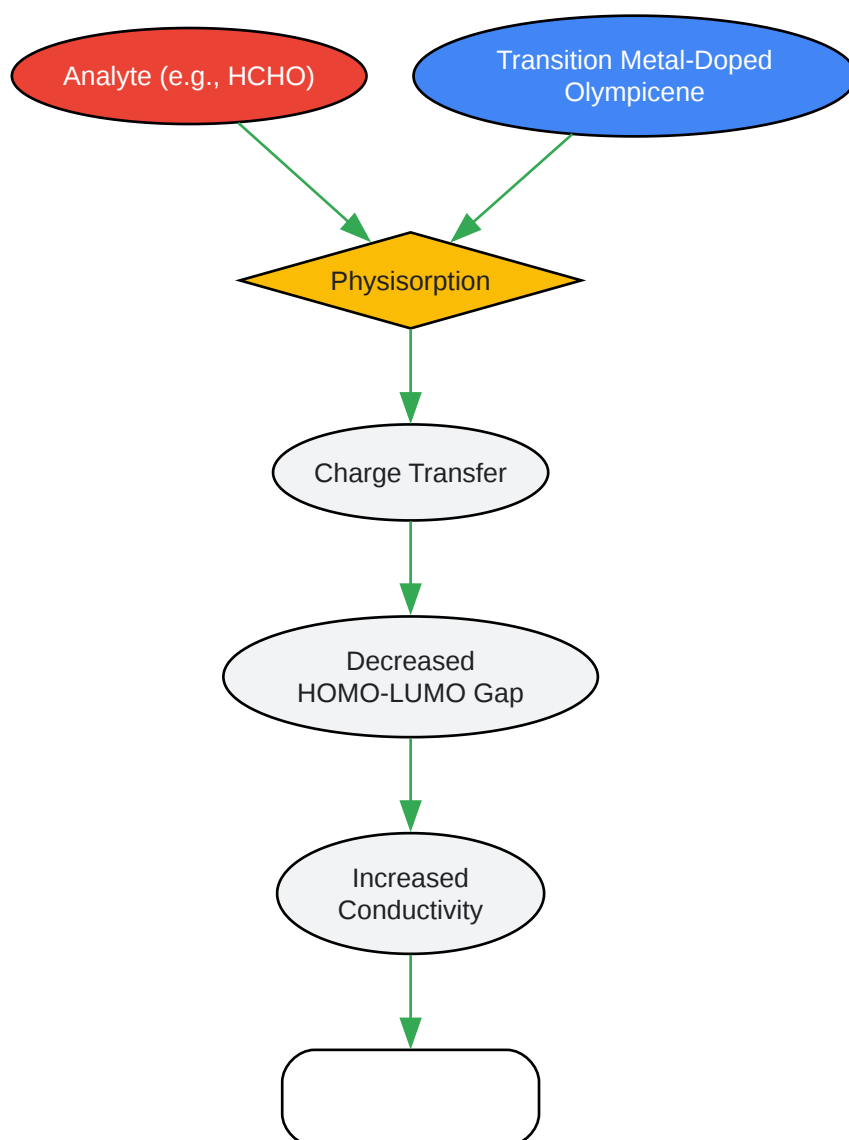 Analyte (e.g., HCHO)
Transition Metal-Doped
Olympicene
Physisorption
Charge Transfer
Decreased
HOMO-LUMO Gap
Increased
Conductivity